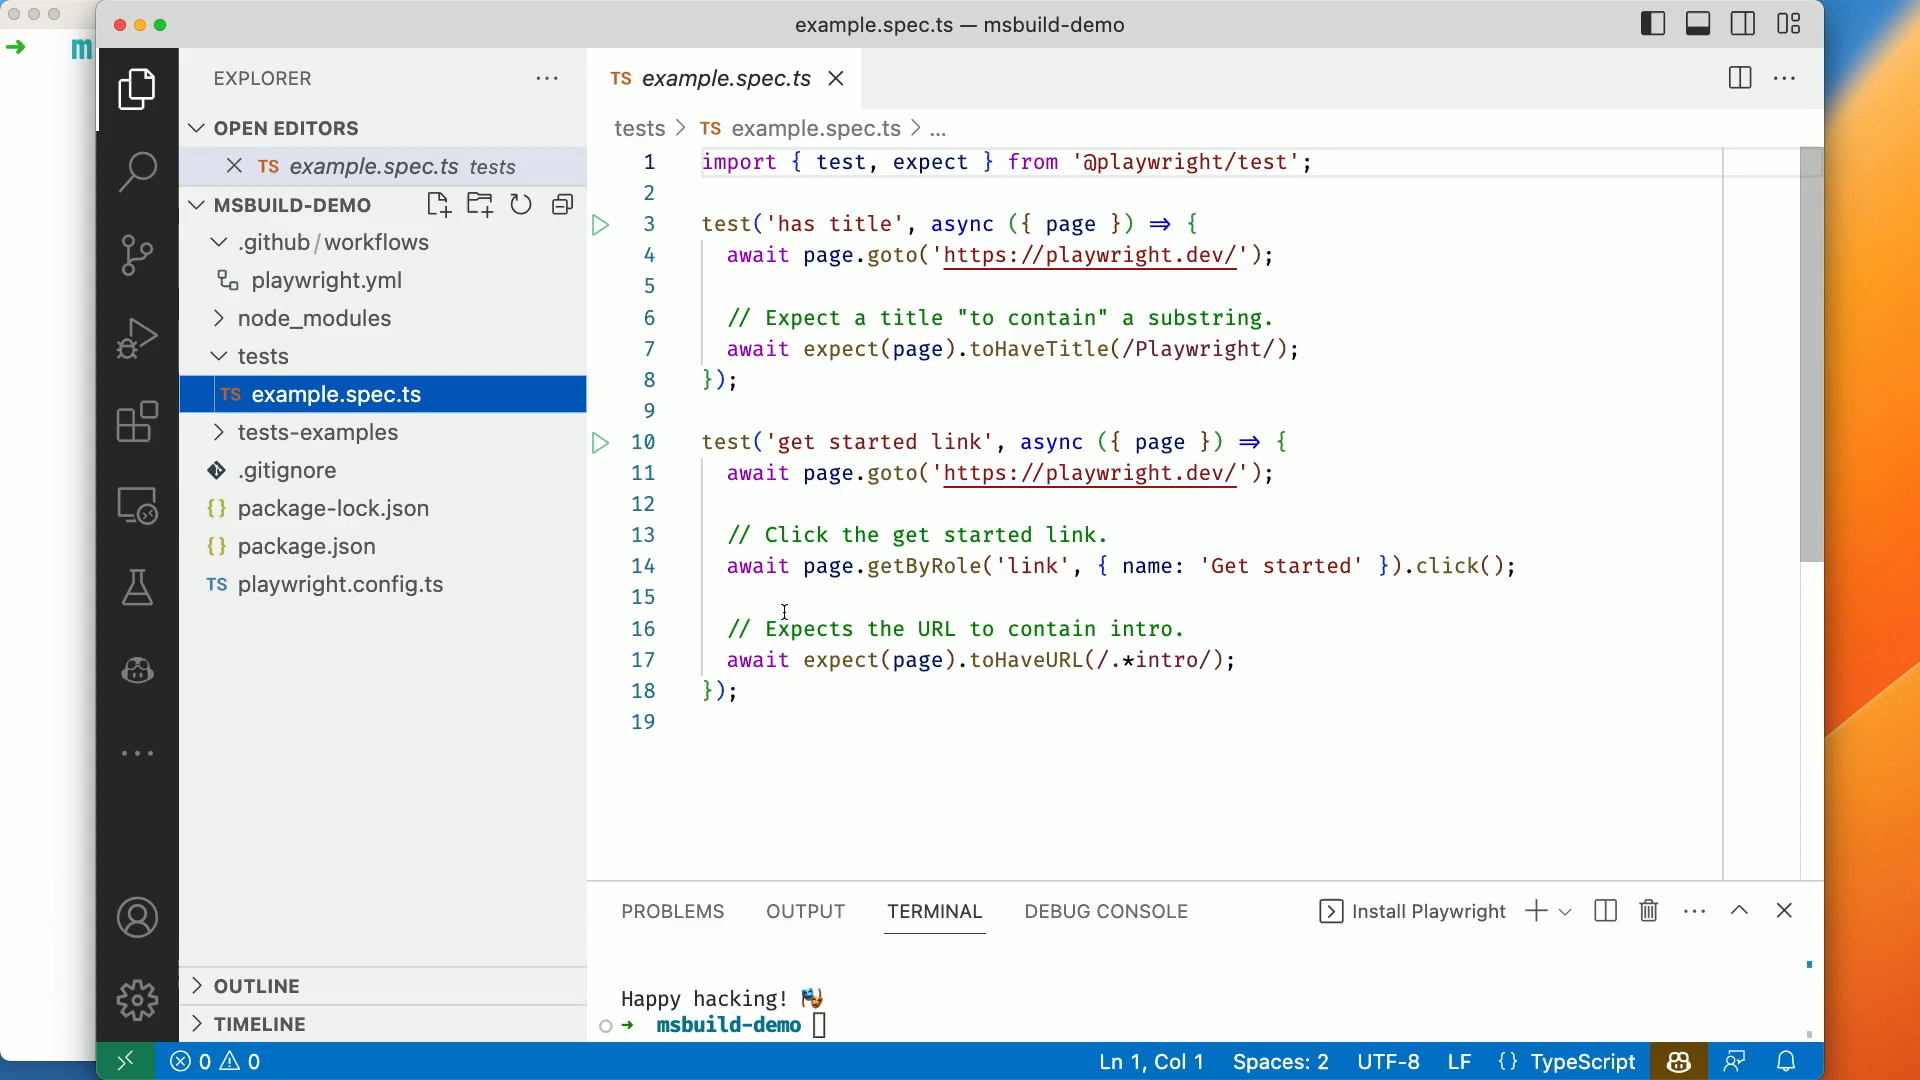 m
example.spec.ts — msbuild-demo
EXPLORER
OPEN EDITORS
TS example.spec.ts tests
MSBUILD-DEMO
.github / workflows
playwright.yml
node_modules
tests
TS example.spec.ts
tests-examples
.gitignore
{} package-lock.json
{} package.json
TS playwright.config.ts
OUTLINE
TIMELINE
TS example.spec.ts
tests > TS example.spec.ts > ...
1 import { test, expect } from '@playwright/test';
2
3 test('has title', async ({ page }) => {
4 await page.goto('https://playwright.dev/');
5
6 // Expect a title "to contain" a substring.
7 await expect(page).toHaveTitle(/Playwright/);
8 });
9
10 test('get started link', async ({ page }) => {
11 await page.goto('https://playwright.dev/');
12
13 // Click the get started link.
14 await page.getByRole('link', { name: 'Get started' }).click();
15
16 // Expects the URL to contain intro.
17 await expect(page).toHaveURL(/.*intro/);
18 });
19
PROBLEMS OUTPUT TERMINAL DEBUG CONSOLE Install Playwright
Happy hacking! 🎭
➜ msbuild-demo
0 0 Ln 1, Col 1 Spaces: 2 UTF-8 LF {} TypeScript